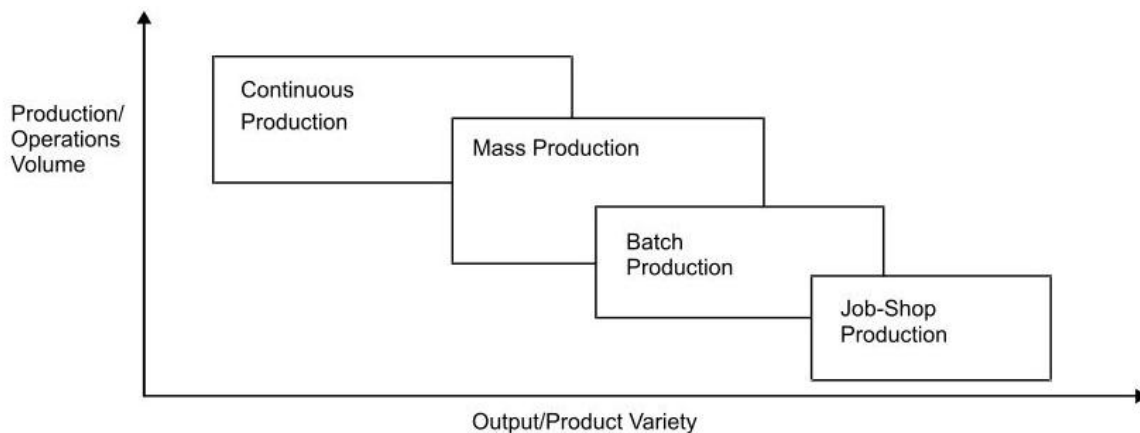 Production/
Operations
Volume
Continuous
Production
Mass Production
Batch
Production
Job-Shop
Production
Output/Product Variety